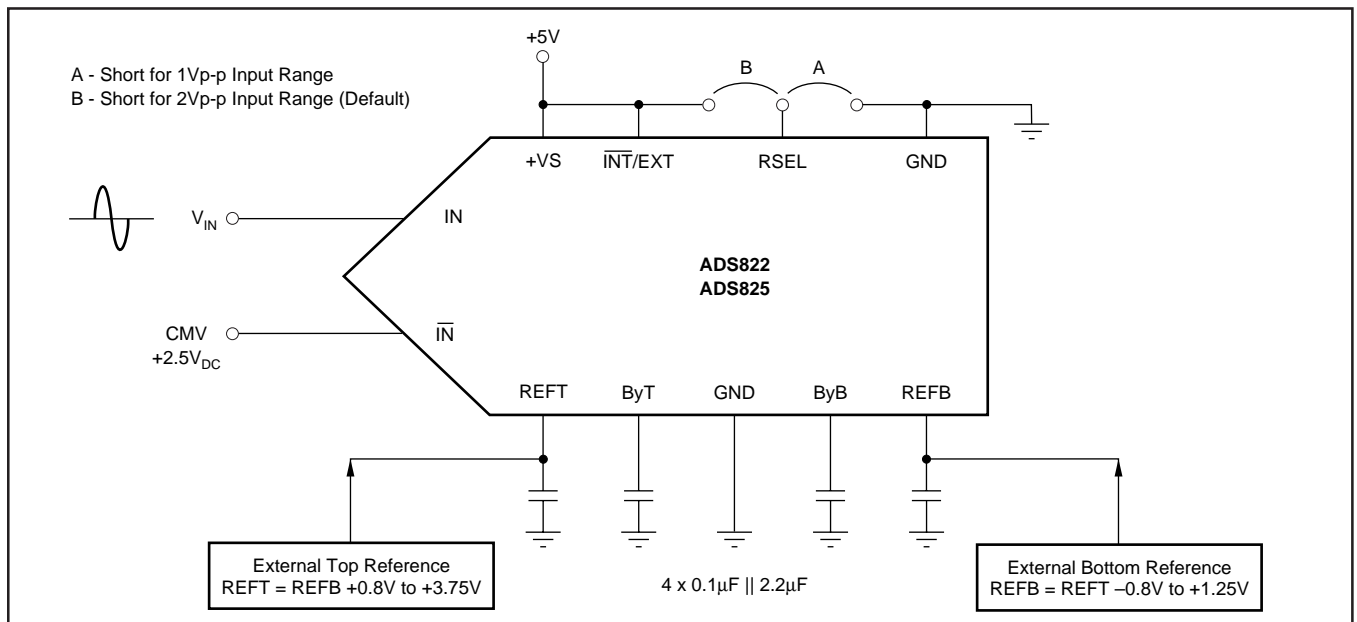 +5V
A - Short for 1Vp-p Input Range
B - Short for 2Vp-p Input Range (Default)
B
A
+VS
INT/EXT
RSEL
GND
VIN
IN
ADS822
ADS825
CMV
+2.5VDC
IN
REFT
ByT
GND
ByB
REFB
External Top Reference
REFT = REFB +0.8V to +3.75V
4 x 0.1µF || 2.2µF
External Bottom Reference
REFB = REFT –0.8V to +1.25V